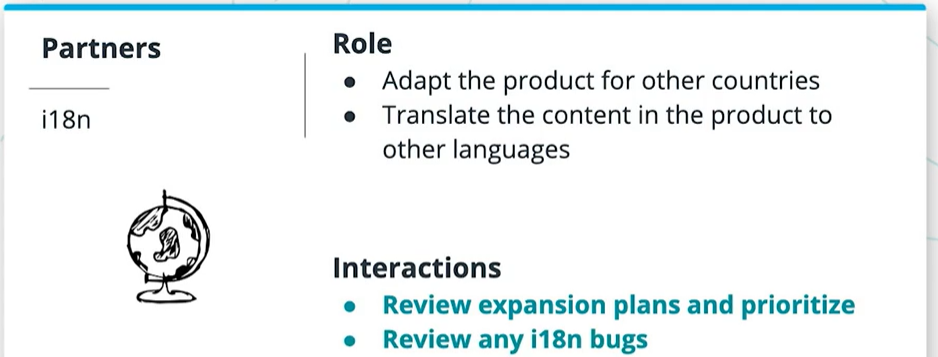 Partners
i18n
Role
• Adapt the product for other countries
• Translate the content in the product to
other languages
Interactions
• Review expansion plans and prioritize
• Review any i18n bugs